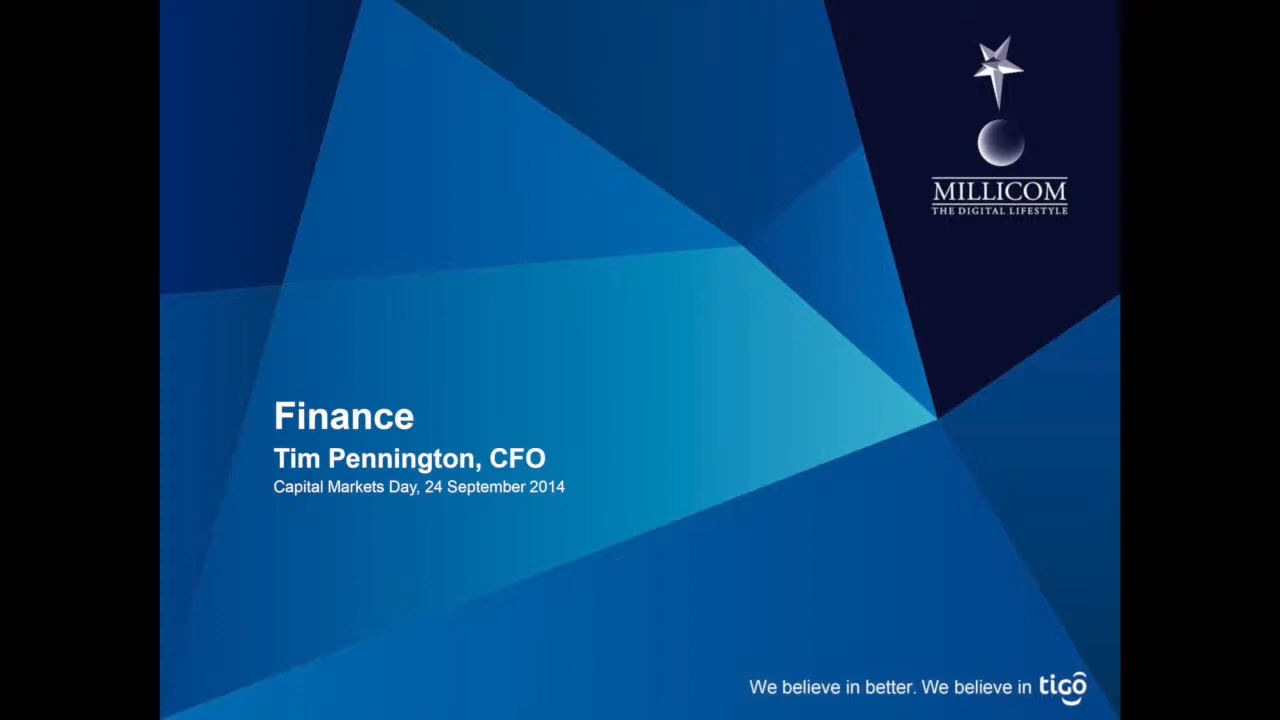 MILLICOM
THE DIGITAL LIFESTYLE
Finance
Tim Pennington, CFO
Capital Markets Day, 24 September 2014
We believe in better. We believe in tigo